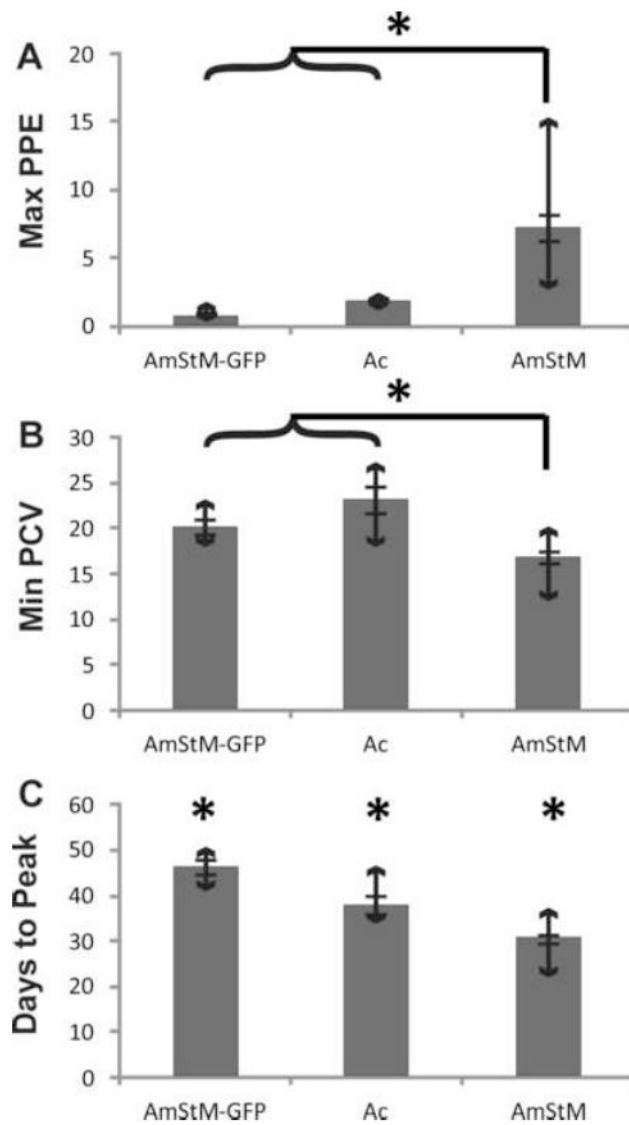 A
*
Max PPE
20
15
10
5
0
AmStM-GFP Ac AmStM
B
*
Min PCV
30
25
20
15
10
5
0
AmStM-GFP Ac AmStM
C
* * *
Days to Peak
60
50
40
30
20
10
0
AmStM-GFP Ac AmStM